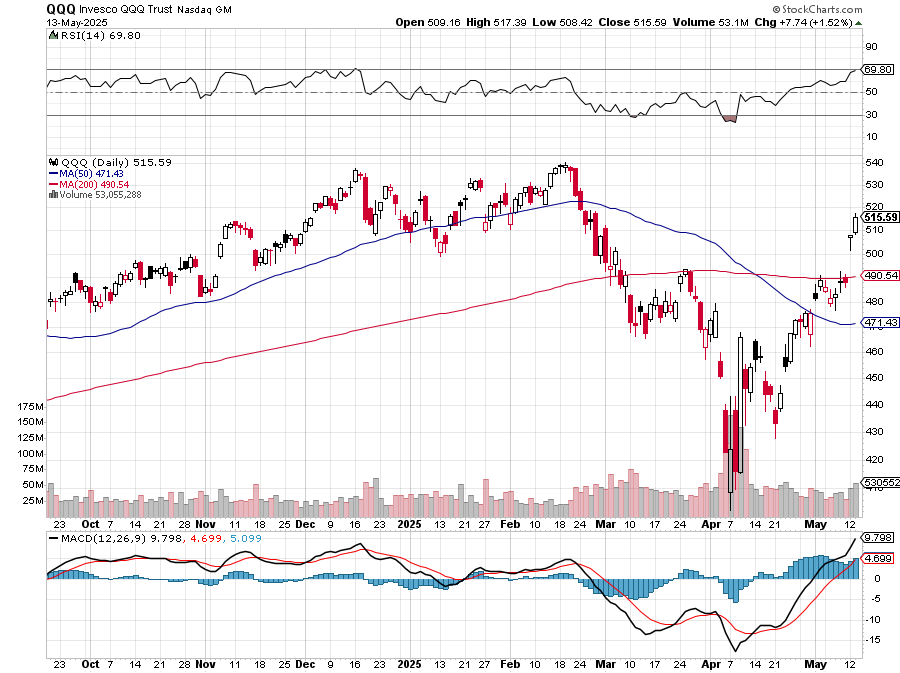 QQQ Invesco QQQ Trust Nasdaq GM
© StockCharts.com
13-May-2025
Open 509.16 High 517.39 Low 508.42 Close 515.59 Volume 53.1M Chg +7.74 (+1.52%)
RSI(14) 69.80
90
69.80
50
30
10
QQQ (Daily) 515.59
MA(50) 471.43
MA(200) 490.54
Volume 53,055,288
540
530
520
515.59
510
500
490.54
480
471.43
460
450
440
430
420
175M
150M
125M
100M
75M
50M
25M
530552
23 Oct 7 14 21 28 Nov 11 18 25 Dec 9 16 23 2025 13 21 27 Feb 10 18 24 Mar 10 17 24 Apr 7 14 21 May 12
MACD(12,26,9) 9.798, 4.699, 5.099
9.798
4.699
0
-5
-10
-15
23 Oct 7 14 21 28 Nov 11 18 25 Dec 9 16 23 2025 13 21 27 Feb 10 18 24 Mar 10 17 24 Apr 7 14 21 May 12